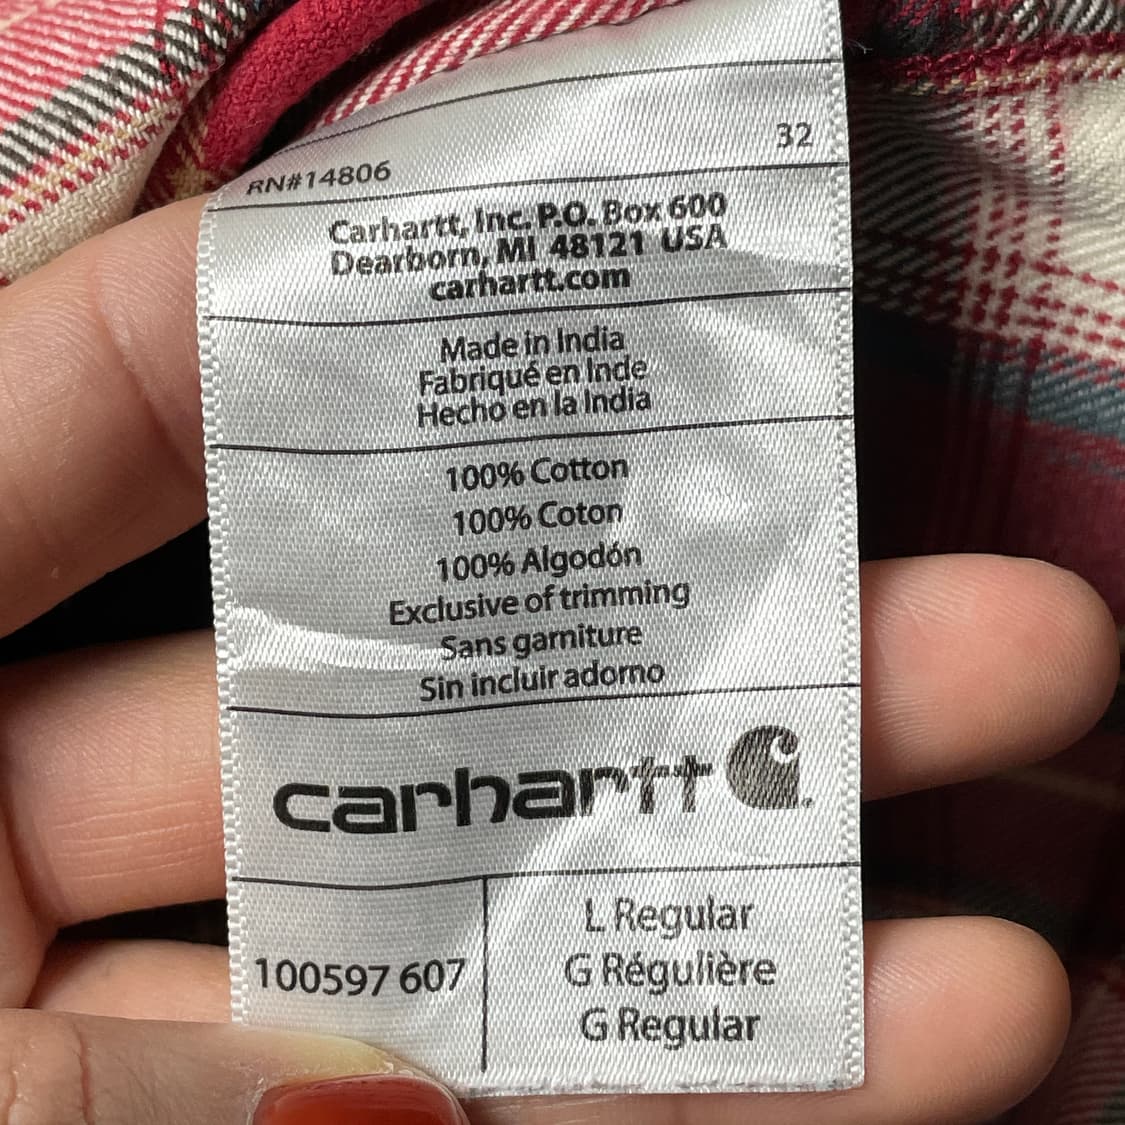 32
RN#14806
Carhartt, Inc. P.O. Box 600
Dearborn, MI 48121 USA
carhartt.com
Made in India
Fabriqué en Inde
Hecho en la India
100% Cotton
100% Coton
100% Algodón
Exclusive of trimming
Sans garniture
Sin incluir adorno
carhartt
100597 607
L Regular
G Régulière
G Regular